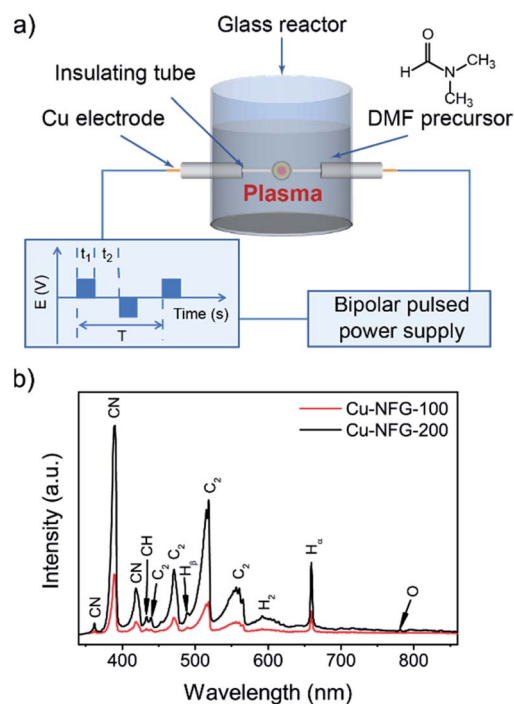 a)
Glass reactor
Insulating tube
Cu electrode
O
H
N
CH₃
CH₃
DMF precursor
Plasma
E (V)
t₁
t₂
Time (s)
T
Bipolar pulsed
power supply
b)
Cu-NFG-100
Cu-NFG-200
Intensity (a.u.)
CN
CN
CN
CH
C₂
C₂
Hβ
C₂
C₂
H₂
Hα
O
400
500
600
700
800
Wavelength (nm)